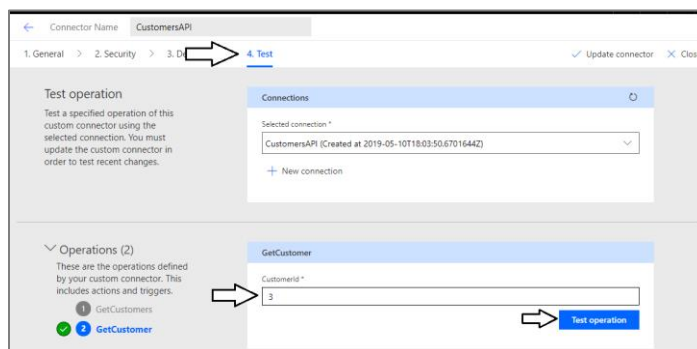 Connector Name CustomersAPI
1. General > 2. Security > 3. De 4. Test Update connector Clos
Test operation
Test a specified operation of this
custom connector using the
selected connection. You must
update the custom connector in
order to test recent changes.
Connections
Selected connection *
CustomersAPI (Created at 2019-05-10T18:03:50.6701644Z)
+ New connection
Operations (2)
These are the operations defined
by your custom connector. This
includes actions and triggers.
1 GetCustomers
2 GetCustomer
GetCustomer
CustomerId *
3
Test operation